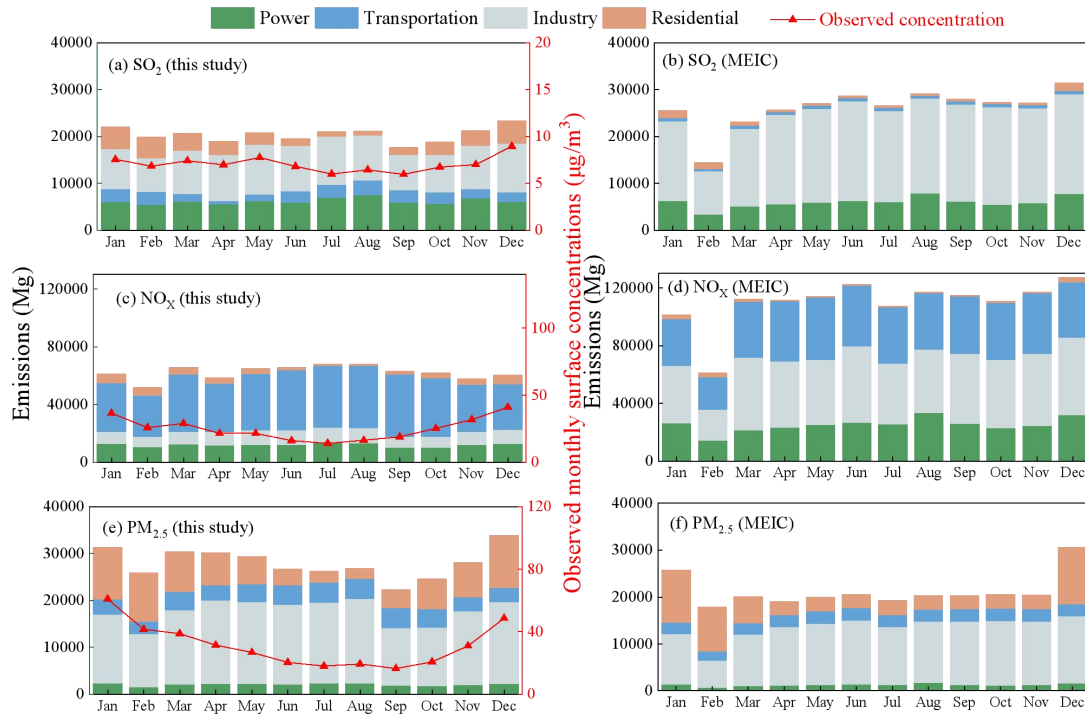 Power Transportation Industry Residential Observed concentration
(a) SO2 (this study)
40000
30000
20000
10000
0
20
15
10
5
0
Jan Feb Mar Apr May Jun Jul Aug Sep Oct Nov Dec
(b) SO2 (MEIC)
40000
30000
20000
10000
0
Jan Feb Mar Apr May Jun Jul Aug Sep Oct Nov Dec
Emissions (Mg)
Observed monthly surface concentrations (μg/m3)
Emissions (Mg)
(c) NOX (this study)
120000
80000
40000
0
100
50
0
Jan Feb Mar Apr May Jun Jul Aug Sep Oct Nov Dec
(d) NOX (MEIC)
120000
80000
40000
0
Jan Feb Mar Apr May Jun Jul Aug Sep Oct Nov Dec
(e) PM2.5 (this study)
40000
30000
20000
10000
0
120
80
40
0
Jan Feb Mar Apr May Jun Jul Aug Sep Oct Nov Dec
(f) PM2.5 (MEIC)
40000
30000
20000
10000
0
Jan Feb Mar Apr May Jun Jul Aug Sep Oct Nov Dec